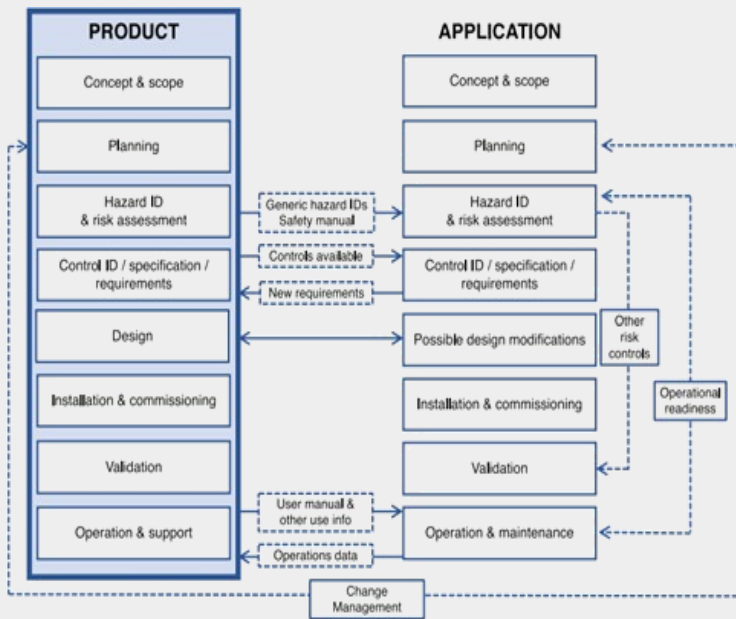 PRODUCT
APPLICATION
Concept & scope
Concept & scope
Planning
Planning
Hazard ID
& risk assessment
Generic hazard IDs
Safety manual
Hazard ID
& risk assessment
Control ID / specification /
requirements
Controls available
New requirements
Control ID / specification /
requirements
Design
Possible design modifications
Other
risk
controls
Installation & commissioning
Installation & commissioning
Operational
readiness
Validation
Validation
Operation & support
User manual &
other use info
Operations data
Operation & maintenance
Change
Management